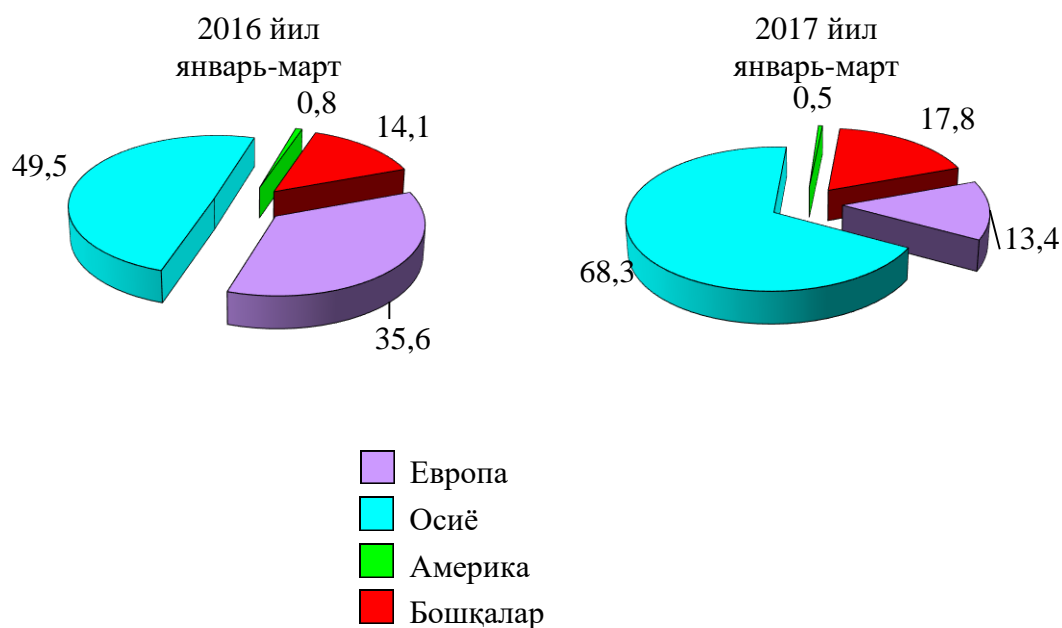 2016 йил
январь-март
0,8
14,1
49,5
35,6
2017 йил
январь-март
0,5
17,8
13,4
68,3
Европа
Осиё
Америка
Бошқалар